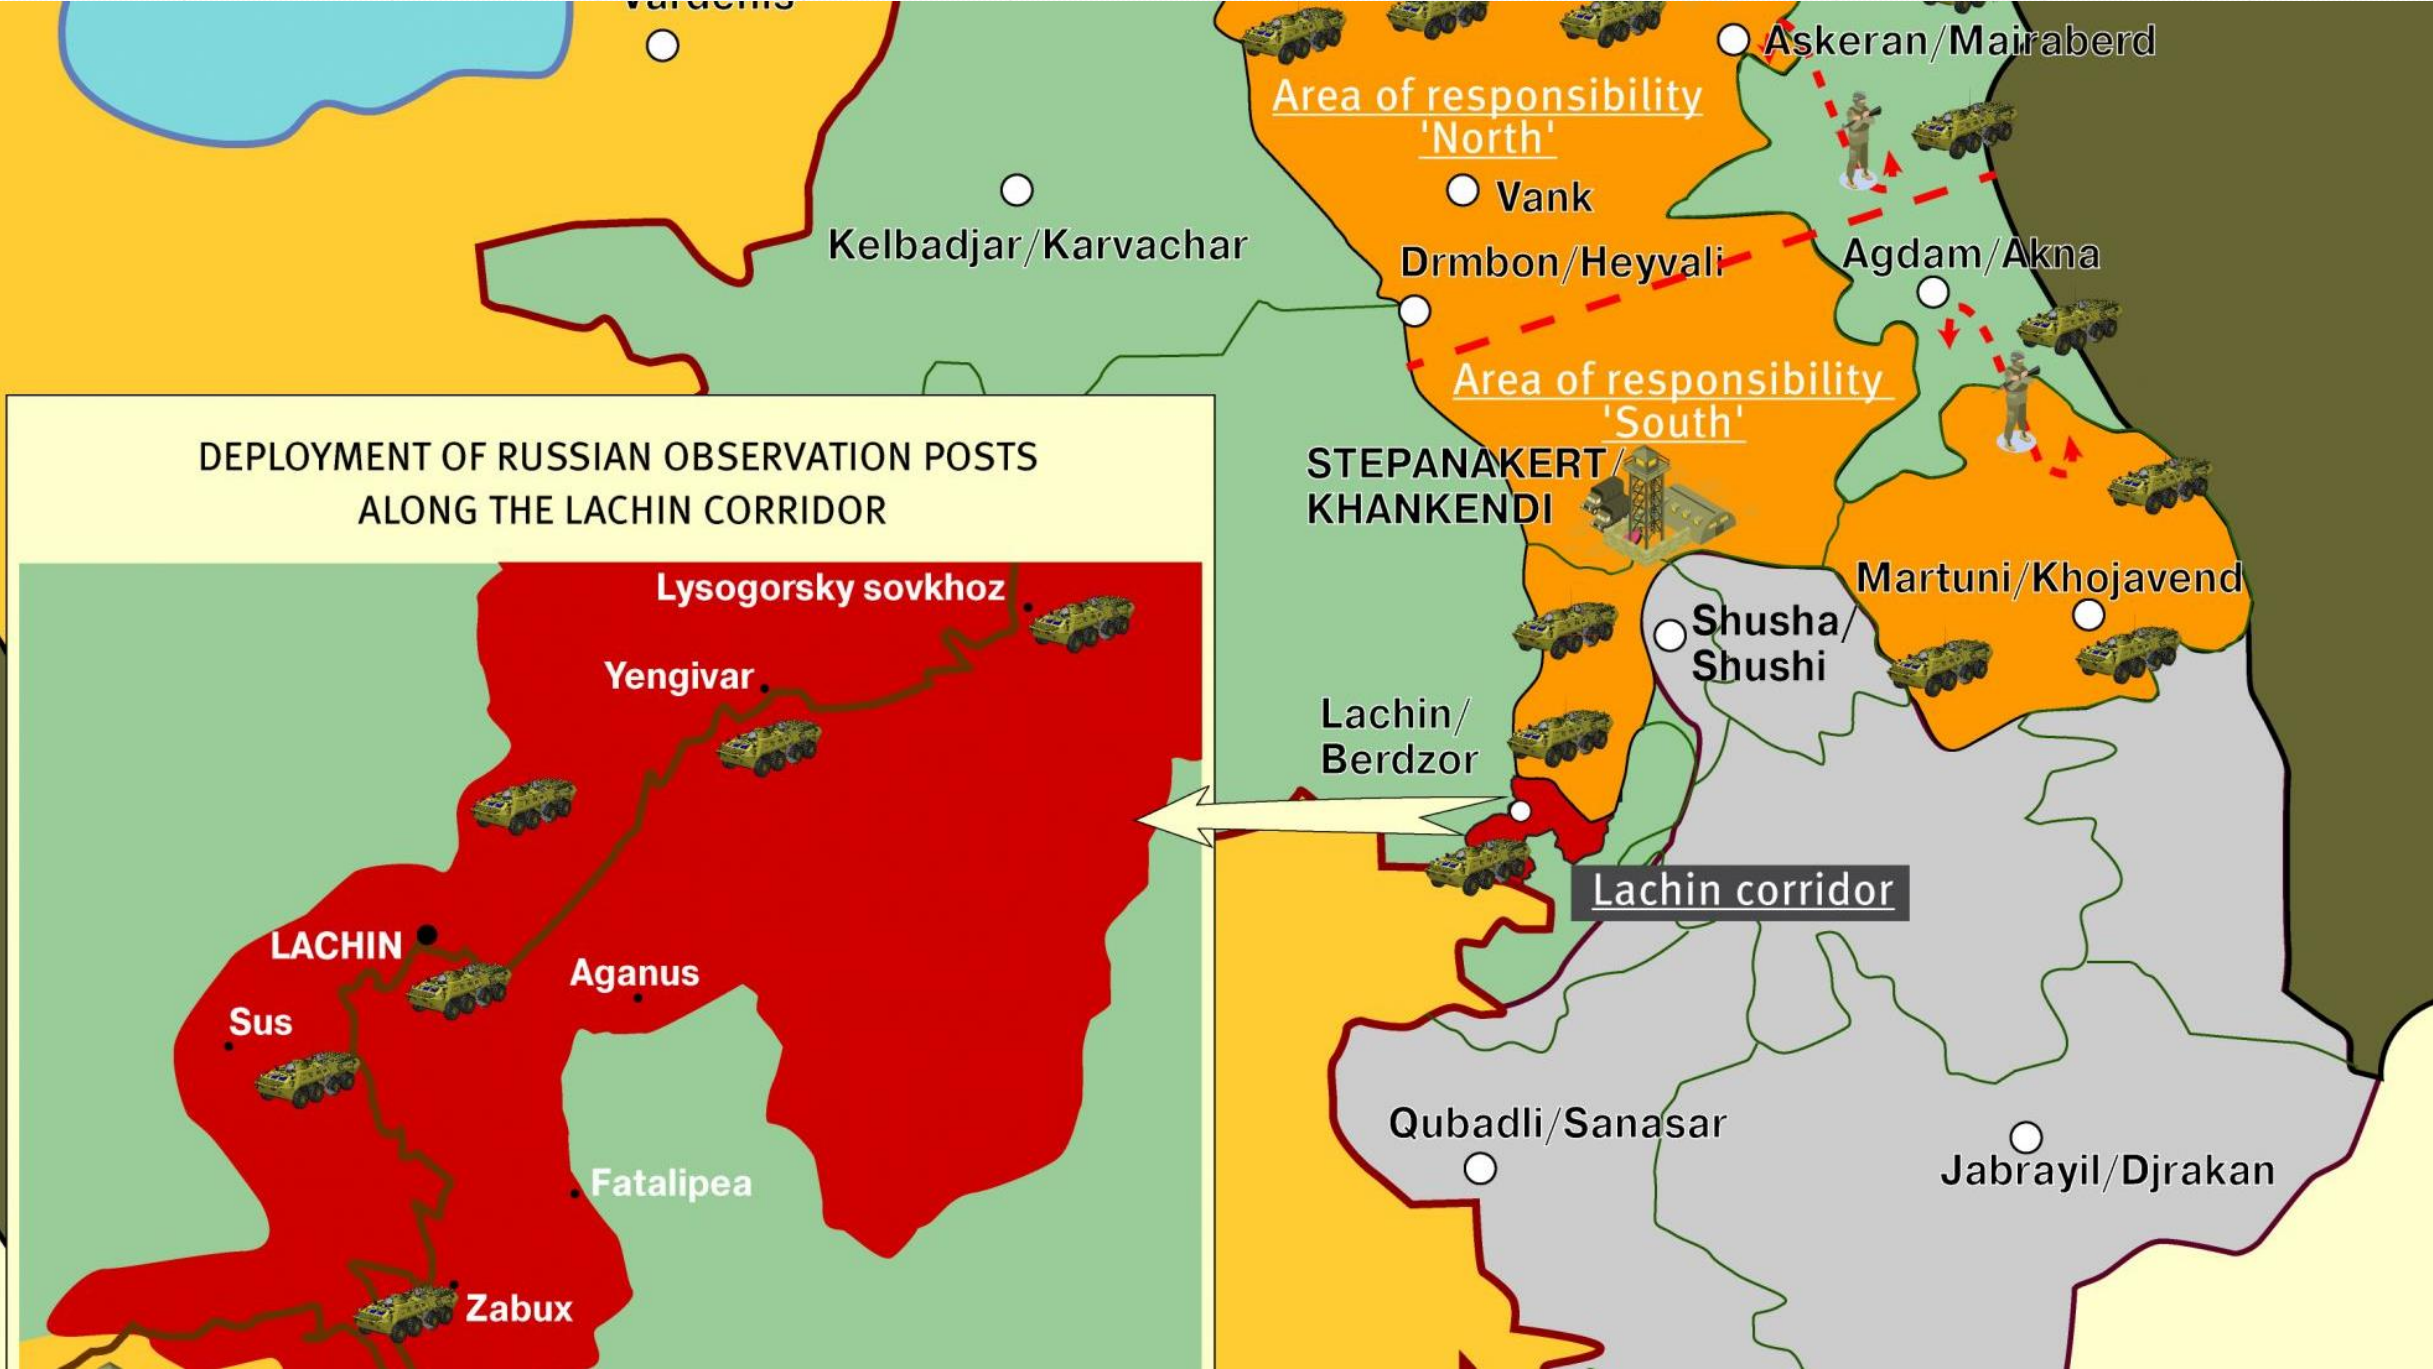 Vardenis
Askeran/Mairaberd
Area of responsibility
'North'
Vank
Kelbadjar/Karvachar
Drmbon/Heyvali
Agdam/Akna
Area of responsibility
'South'
STEPANAKERT/
KHANKENDI
Martuni/Khojavend
Shusha/
Shushi
Lachin/
Berdzor
Lachin corridor
Qubadli/Sanasar
Jabrayil/Djrakan
DEPLOYMENT OF RUSSIAN OBSERVATION POSTS
ALONG THE LACHIN CORRIDOR
Lysogorsky sovkhoz
Yengivar
LACHIN
Aganus
Sus
Fatalipea
Zabux